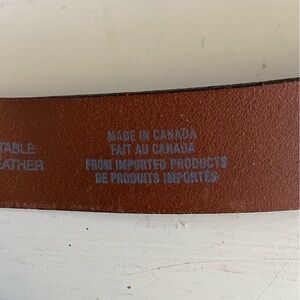 TABLE
EATHER
MADE IN CANADA
FAIT AU CANADA
FROM IMPORTED PRODUCTS
DE PRODUITS IMPORTÉS